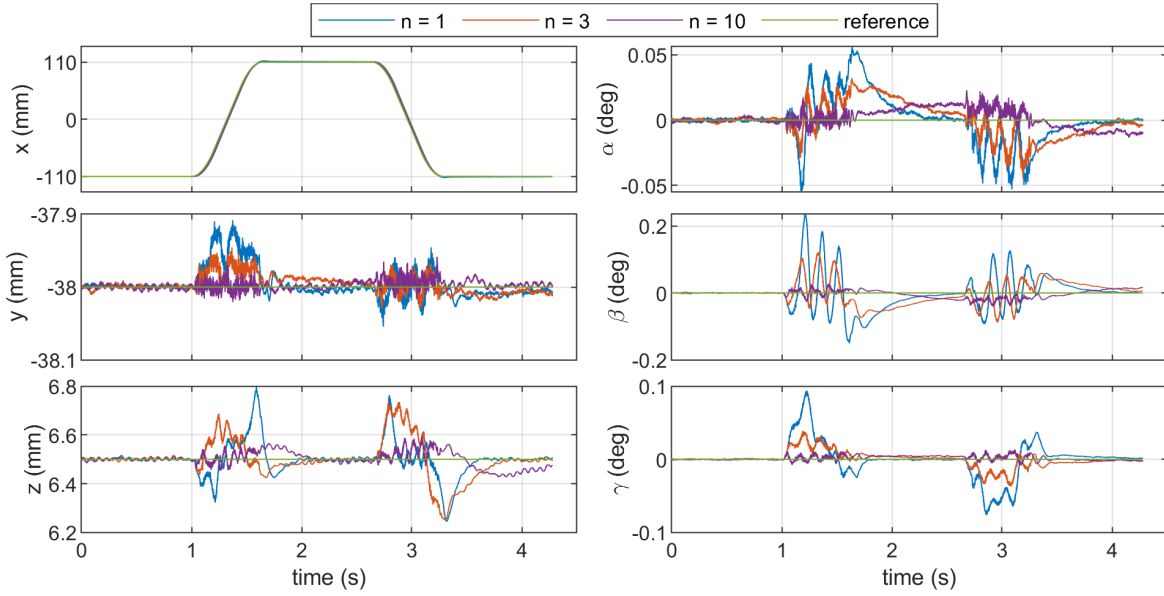 n = 1 n = 3 n = 10 reference
x (mm)
110
0
-110
α (deg)
0.05
0
-0.05
y (mm)
-37.9
-38
-38.1
β (deg)
0.2
0
-0.2
z (mm)
6.8
6.6
6.4
6.2
0 1 2 3 4
time (s)
γ (deg)
0.1
0
-0.1
0 1 2 3 4
time (s)